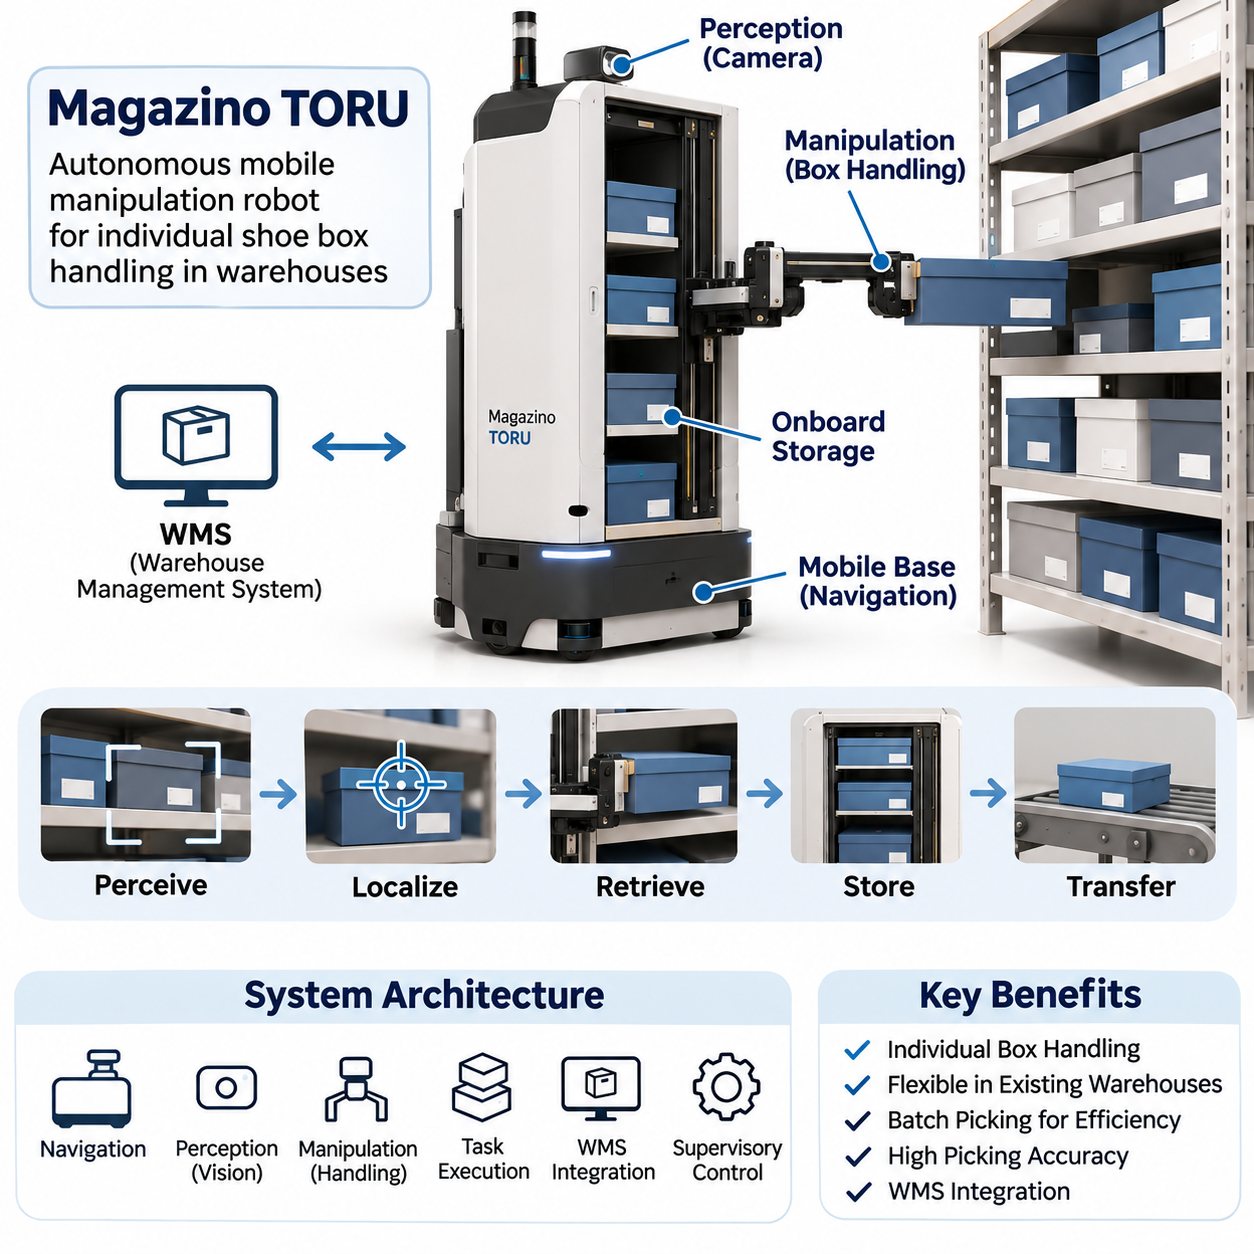 Magazino TORU
Autonomous mobile
manipulation robot
for individual shoe box
handling in warehouses
Perception
(Camera)
Manipulation
(Box Handling)
Magazino
TORU
Onboard
Storage
WMS
(Warehouse
Management System)
Mobile Base
(Navigation)
Perceive
Localize
Retrieve
Store
Transfer
System Architecture
Navigation
Perception
(Vision)
Manipulation
(Handling)
Task
Execution
WMS
Integration
Supervisory
Control
Key Benefits
Individual Box Handling
Flexible in Existing Warehouses
Batch Picking for Efficiency
High Picking Accuracy
WMS Integration